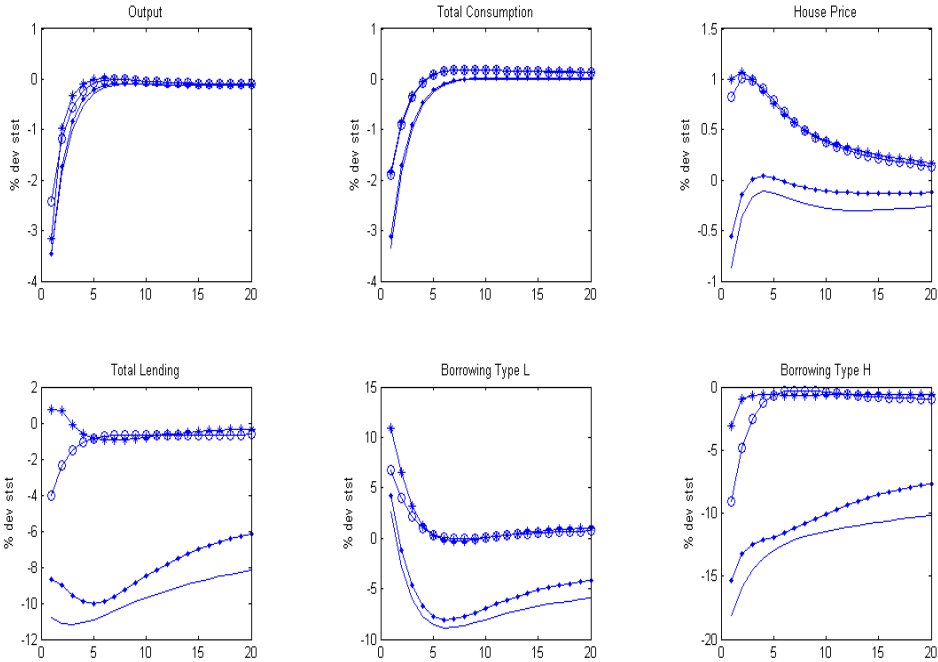 Output
% dev stst
1
0
-1
-2
-3
-4
0 5 10 15 20
Total Consumption
% dev stst
1
0
-1
-2
-3
-4
0 5 10 15 20
House Price
% dev stst
1.5
1
0.5
0
-0.5
-1
0 5 10 15 20
Total Lending
% dev stst
2
0
-2
-4
-6
-8
-10
-12
0 5 10 15 20
Borrowing Type L
% dev stst
15
10
5
0
-5
-10
0 5 10 15 20
Borrowing Type H
% dev stst
0
-5
-10
-15
-20
0 5 10 15 20